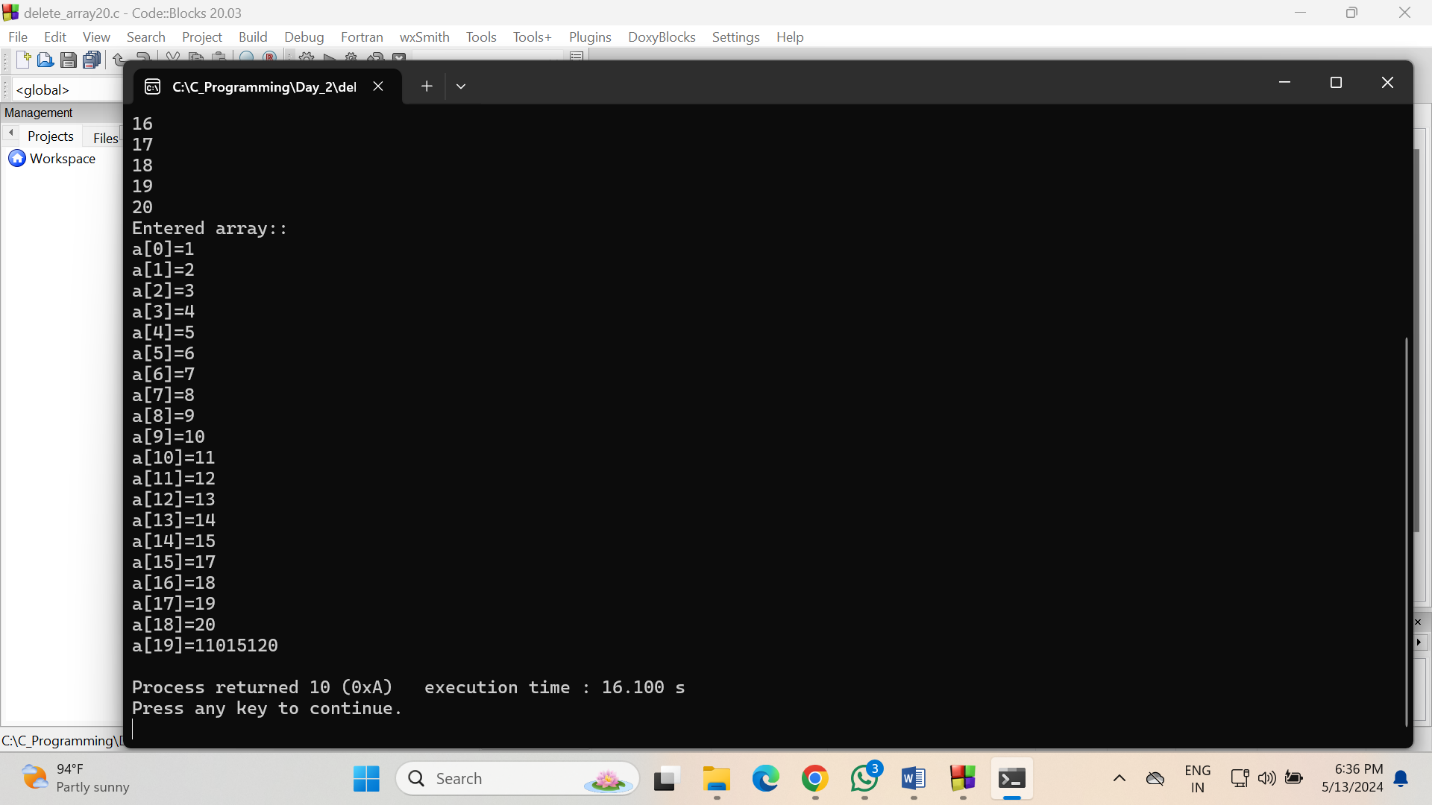 delete_array20.c - Code::Blocks 20.03
File Edit View Search Project Build Debug Fortran wxSmith Tools Tools+ Plugins DoxyBlocks Settings Help
<global>
C:\C_Programming\Day_2\del
Management
Projects Files
Workspace
16
17
18
19
20
Entered array::
a[0]=1
a[1]=2
a[2]=3
a[3]=4
a[4]=5
a[5]=6
a[6]=7
a[7]=8
a[8]=9
a[9]=10
a[10]=11
a[11]=12
a[12]=13
a[13]=14
a[14]=15
a[15]=17
a[16]=18
a[17]=19
a[18]=20
a[19]=11015120
Process returned 10 (0xA)   execution time : 16.100 s
Press any key to continue.
C:\C_Programming\
94°F
Partly sunny
Search
3
ENG
IN
6:36 PM
5/13/2024